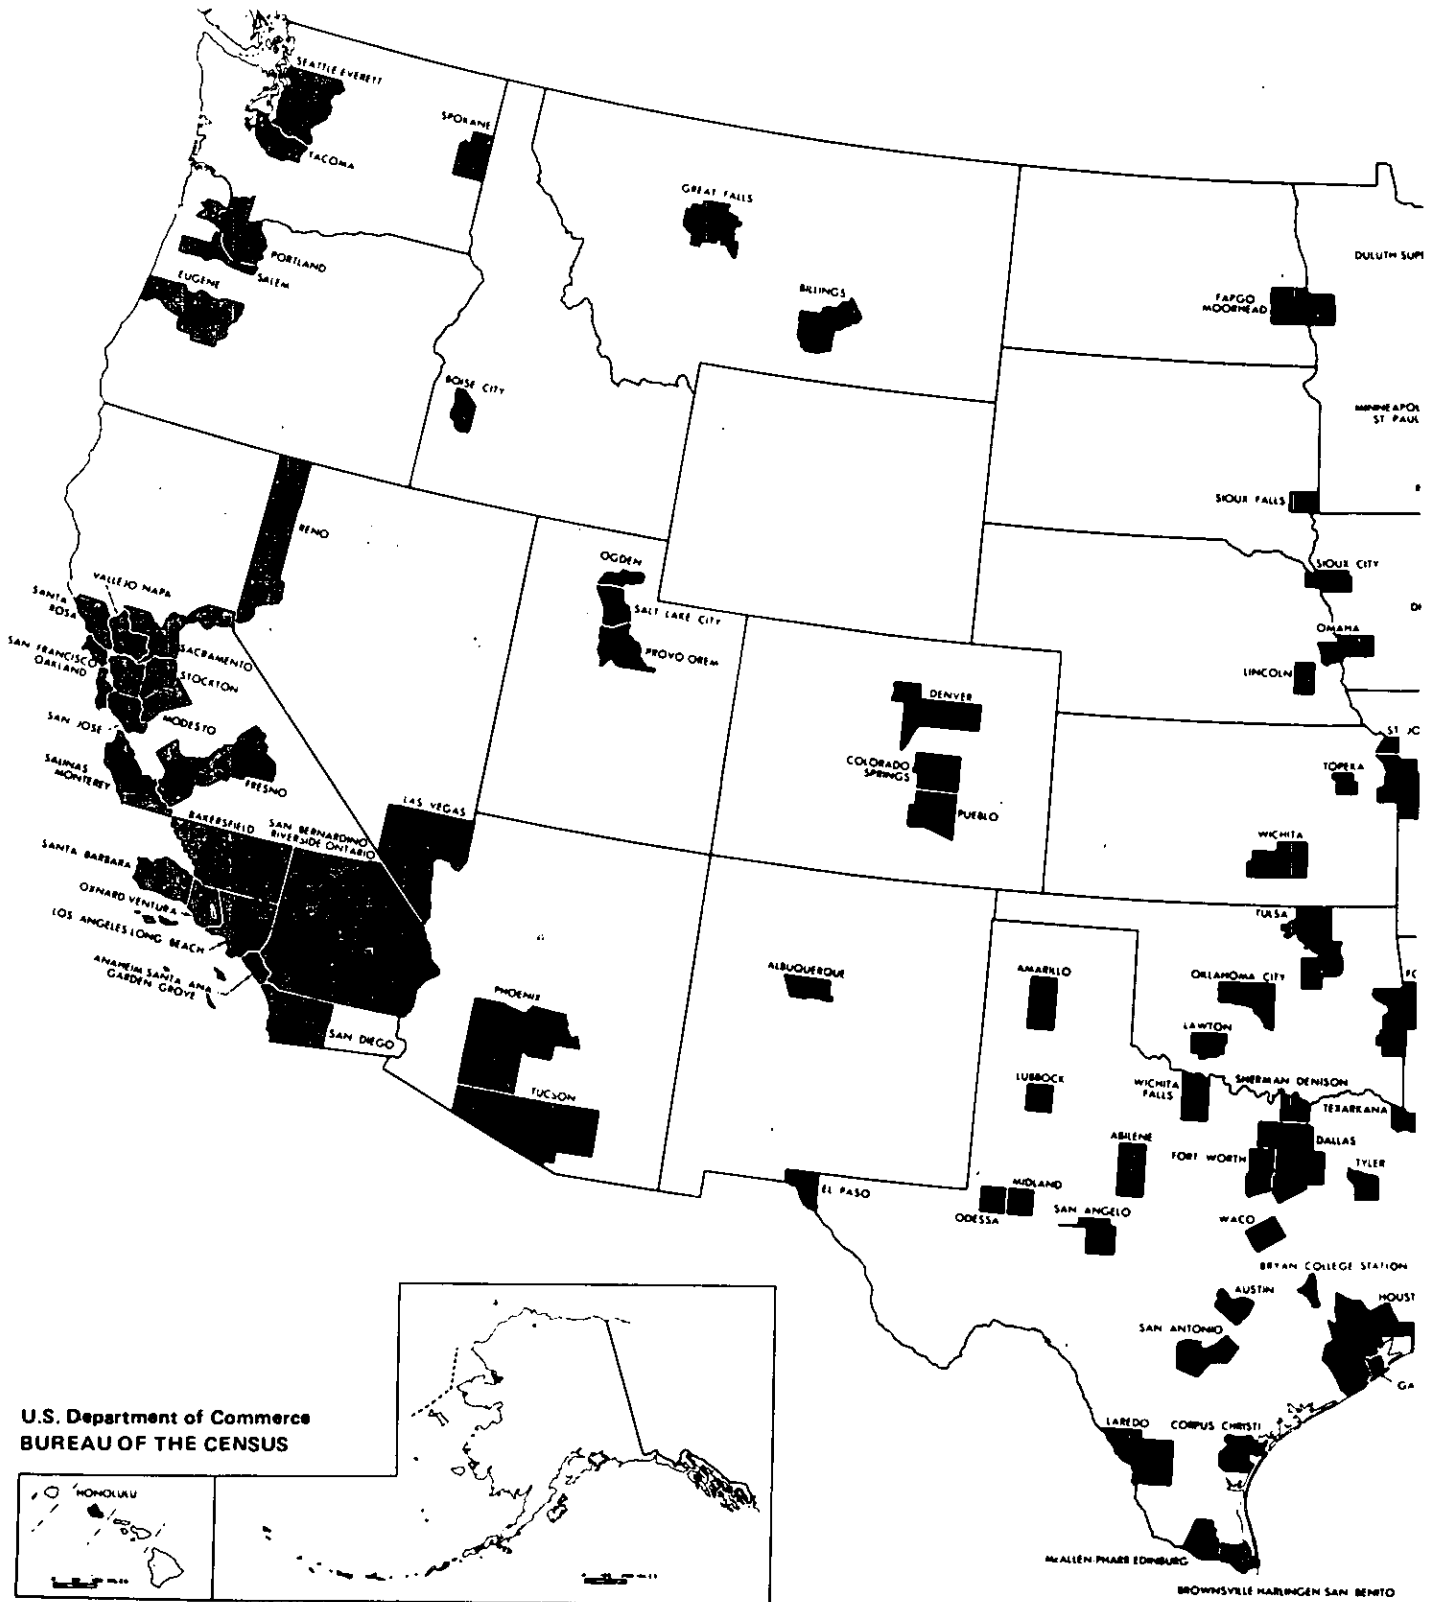 SEATTLE EVERETT
SPOKANE
TACOMA
GREAT FALLS
PORTLAND
SALEM
EUGENE
BILLINGS
DULUTH SUPE
FARGO
MOORHEAD
BOISE CITY
MINNEAPOL
ST PAUL
SIOUX FALLS
RENO
OGDEN
SIOUX CITY
VALLEJO NAPA
SANTA
ROSA
SALT LAKE CITY
OMAHA
SACRAMENTO
PROVO OREM
SAN FRANCISCO
OAKLAND
STOCKTON
LINCOLN
DENVER
MODESTO
SAN JOSE
ST JO
SALINAS
MONTEREY
COLORADO
SPRINGS
TOPEKA
FRESNO
LAS VEGAS
PUEBLO
BAKERSFIELD
SAN BERNARDINO
RIVERSIDE ONTARIO
WICHITA
SANTA BARBARA
OXNARD VENTURA
TULSA
LOS ANGELES LONG BEACH
ANAHEIM SANTA ANA
GARDEN GROVE
ALBUQUERQUE
AMARILLO
OKLAHOMA CITY
FO
PHOENIX
LAWTON
SAN DIEGO
LUBBOCK
WICHITA
FALLS
SHERMAN DENISON
TUCSON
TEXARKANA
ABILENE
DALLAS
FORT WORTH
TYLER
EL PASO
MIDLAND
ODESSA
SAN ANGELO
WACO
BRYAN COLLEGE STATION
AUSTIN
HOUST
SAN ANTONIO
GA
U.S. Department of Commerce
BUREAU OF THE CENSUS
LAREDO
CORPUS CHRISTI
HONOLULU
McALLEN PHARR EDINBURG
BROWNSVILLE HARLINGEN SAN BENITO